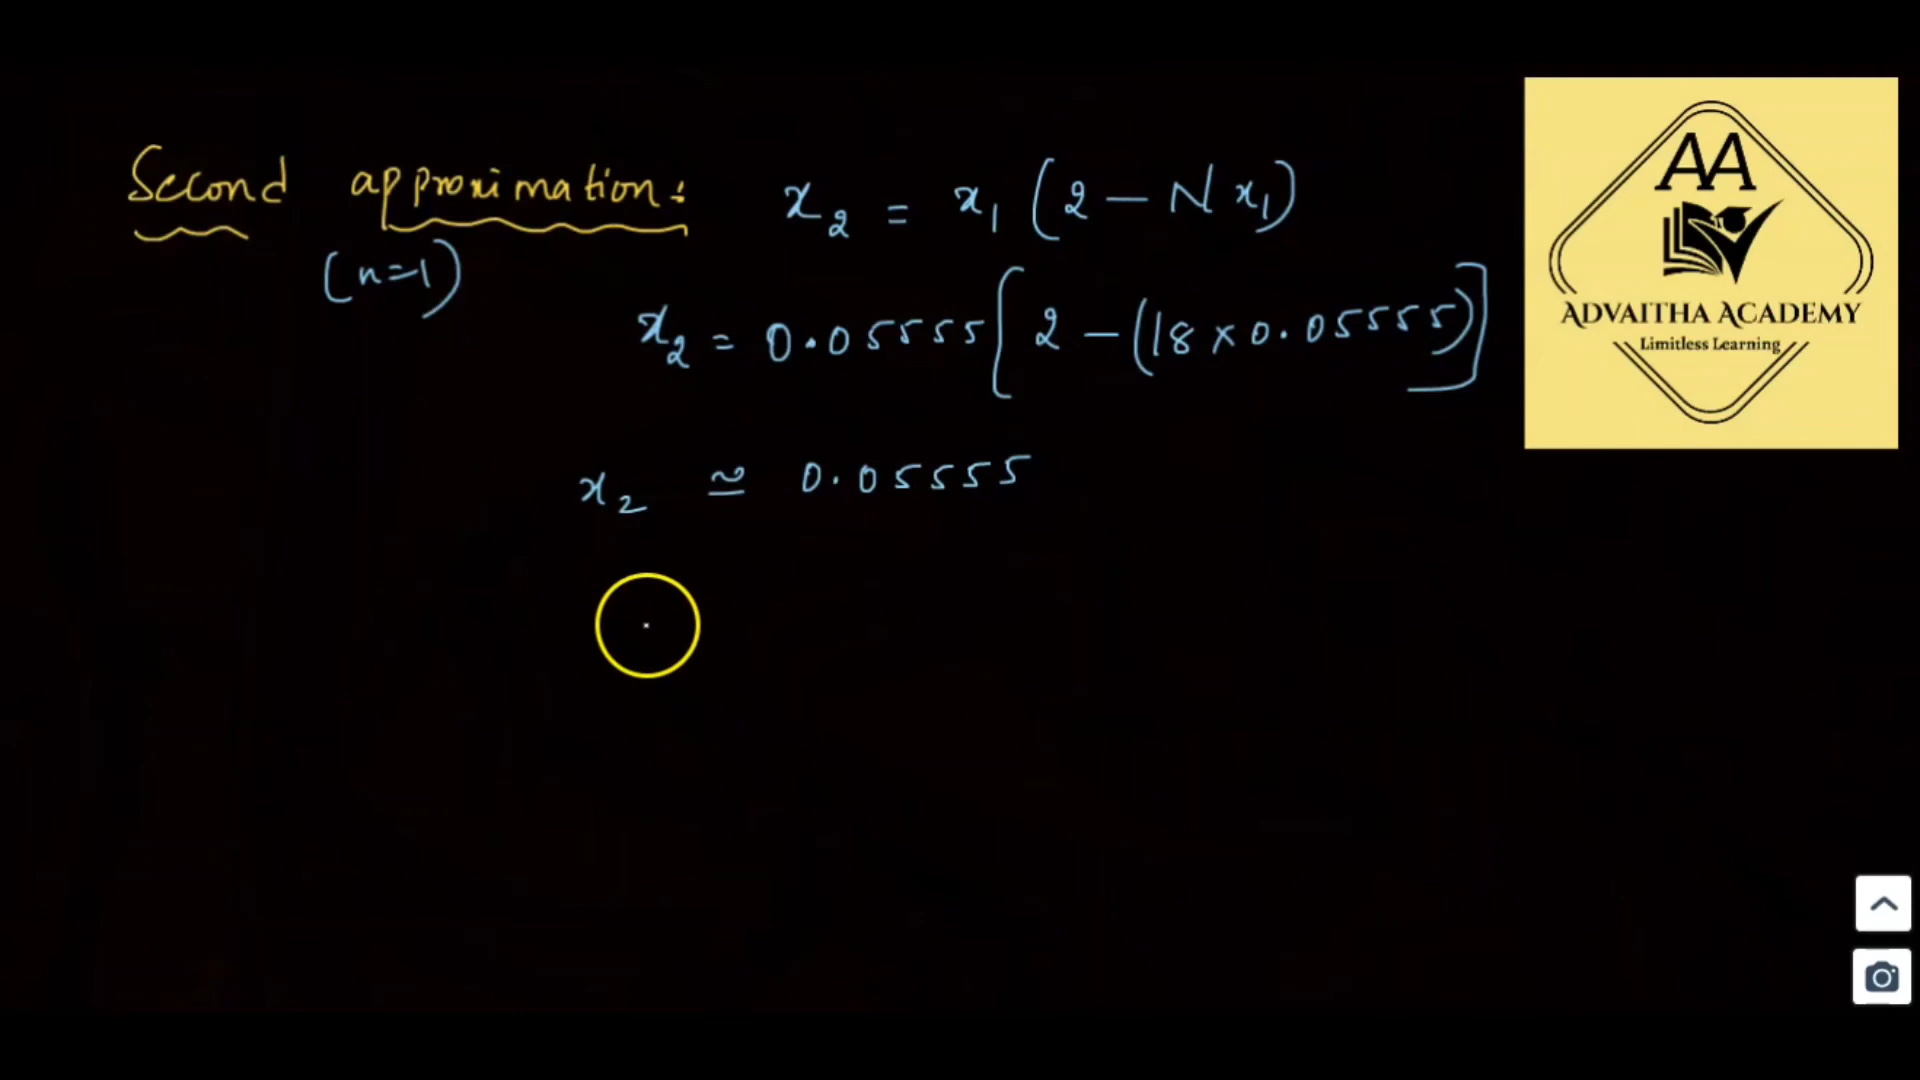 Second approximation: x₂ = x₁ (2 − N x₁)
(n=1)
x₂ = 0.05555 [2 − (18 × 0.05555)]
x₂ ≅ 0.05555
AA
ADVAITHA ACADEMY
Limitless Learning